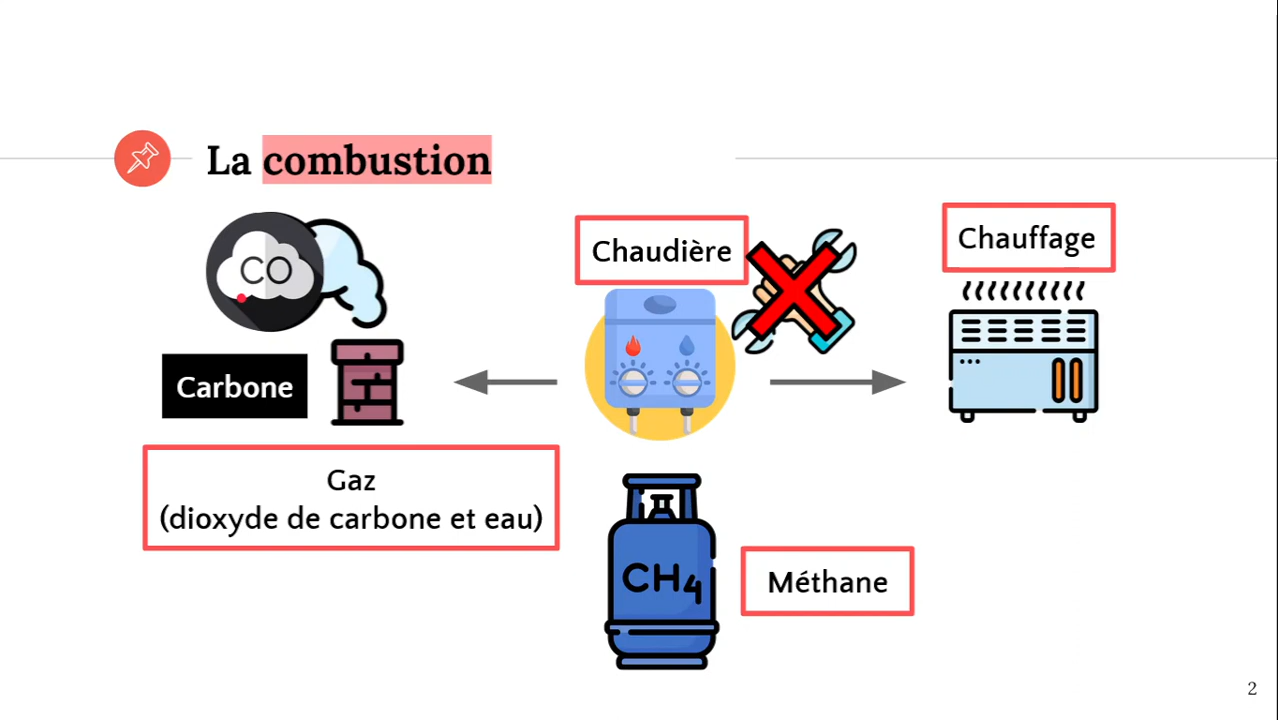 La combustion
CO
Chaudière
Chauffage
Carbone
Gaz
(dioxyde de carbone et eau)
CH4
Méthane
2